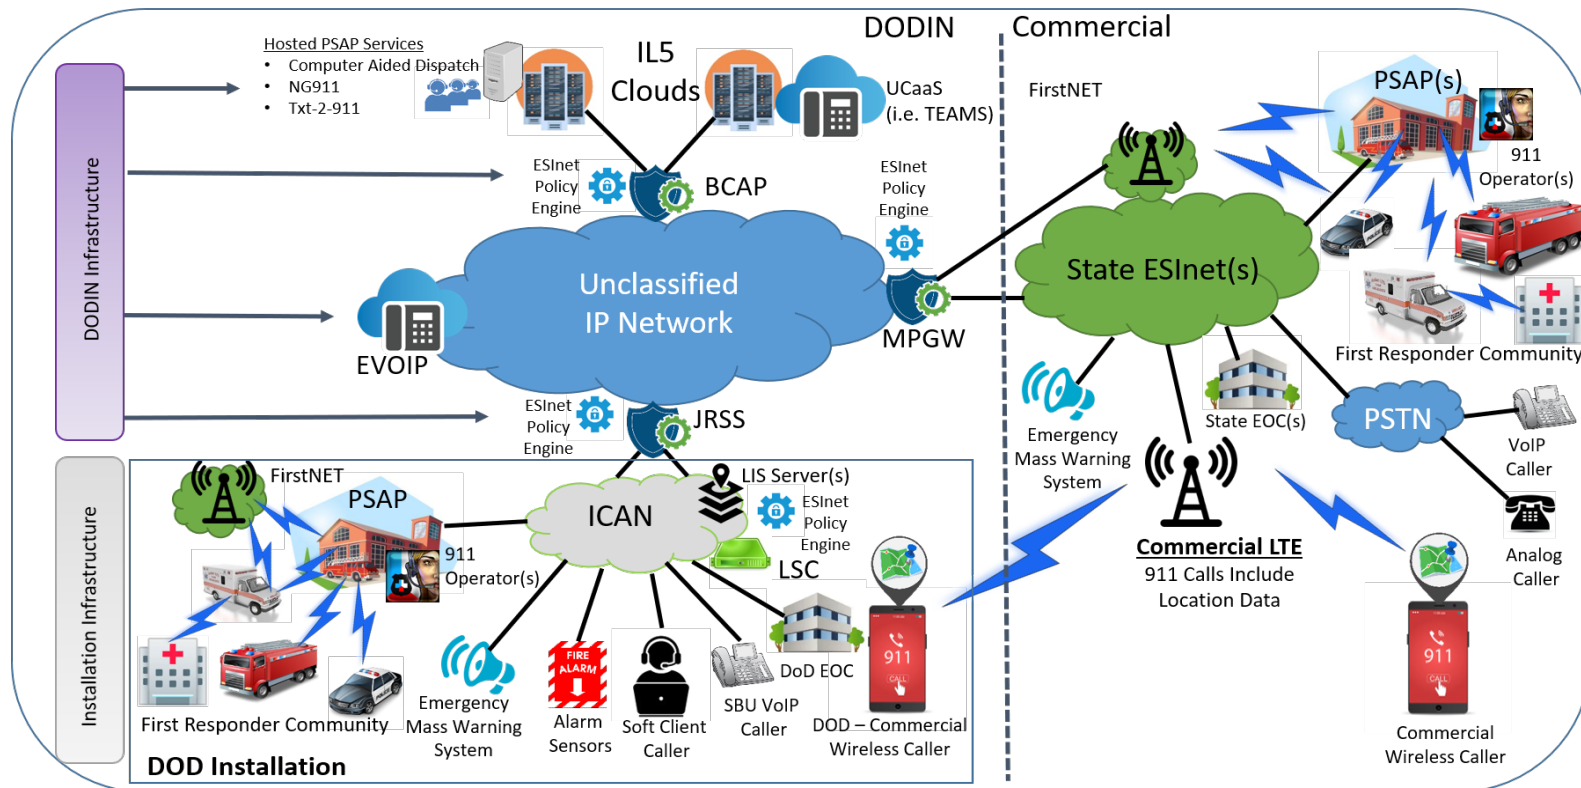 DODIN
Commercial
Hosted PSAP Services
• Computer Aided Dispatch
• NG911
• Txt-2-911
IL5
Clouds
UCaaS
(i.e. TEAMS)
FirstNET
PSAP(s)
911
Operator(s)
ESInet
Policy
Engine
BCAP
ESInet
Policy
Engine
DODIN Infrastructure
Unclassified
IP Network
State ESInet(s)
EVOIP
MPGW
First Responder Community
ESInet
Policy
Engine
JRSS
Emergency
Mass Warning
System
State EOC(s)
PSTN
VoIP
Caller
Analog
Caller
Commercial LTE
911 Calls Include
Location Data
911
CALL
Commercial
Wireless Caller
Installation Infrastructure
FirstNET
PSAP
911
Operator(s)
ICAN
LIS Server(s)
ESInet
Policy
Engine
LSC
First Responder Community
Emergency
Mass Warning
System
FIRE
ALARM
Alarm
Sensors
Soft Client
Caller
SBU VoIP
Caller
DoD EOC
911
CALL
DOD – Commercial
Wireless Caller
DOD Installation